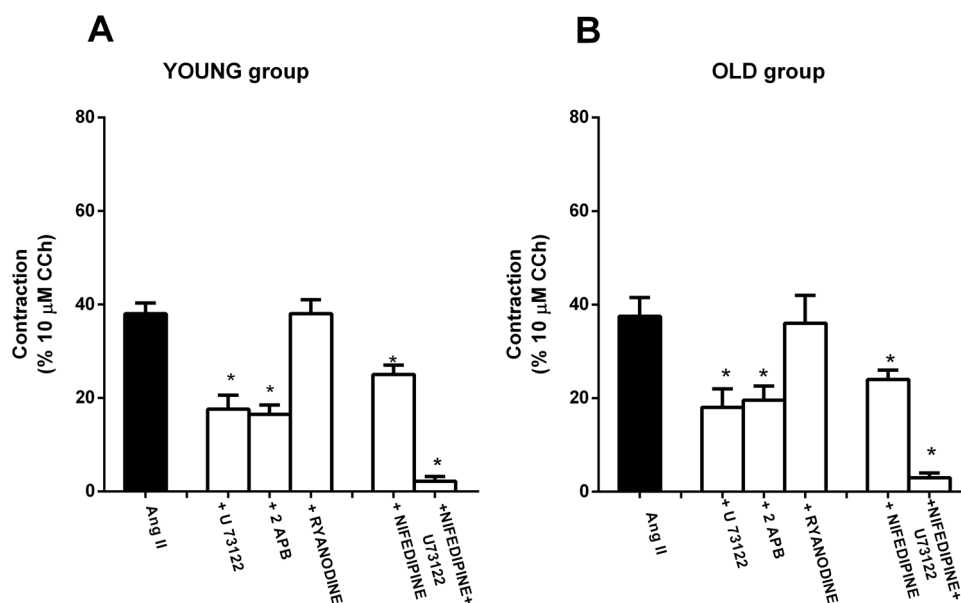 A
YOUNG group
Contraction
(% 10 μM CCh)
80
60
40
20
0
*
*
*
*
Ang II
+ U 73122
+ 2 APB
+ RYANODINE
+ NIFEDIPINE
+NIFEDIPINE+
U73122
B
OLD group
Contraction
(% 10 μM CCh)
80
60
40
20
0
*
*
*
*
Ang II
+ U 73122
+ 2 APB
+ RYANODINE
+ NIFEDIPINE
+NIFEDIPINE+
U73122